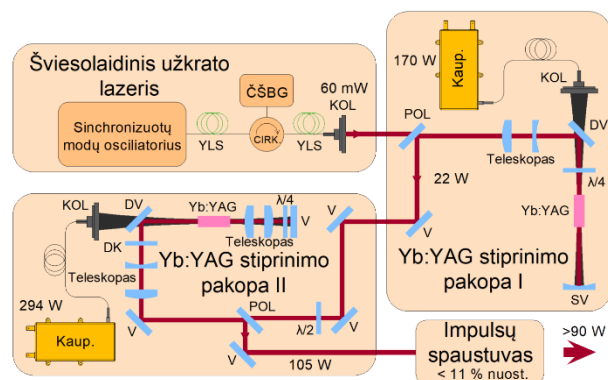 Šviesolaidinis užkrato
lazeris
ČŠBG
60 mW
KOL
Sinchronizuotų
modų osciliatorius
YLS
CIRK
YLS
170 W
Kaup.
KOL
POL
DV
Teleskopas
λ/4
22 W
Yb:YAG
V
Yb:YAG stiprinimo
pakopa I
SV
KOL
DV
Yb:YAG
λ/4
V
V
DK
Teleskopas
Teleskopas
Yb:YAG stiprinimo
pakopa II
294 W
POL
Kaup.
V
λ/2
V
V
105 W
Impulsų
spaustuvas
< 11 % nuost.
>90 W